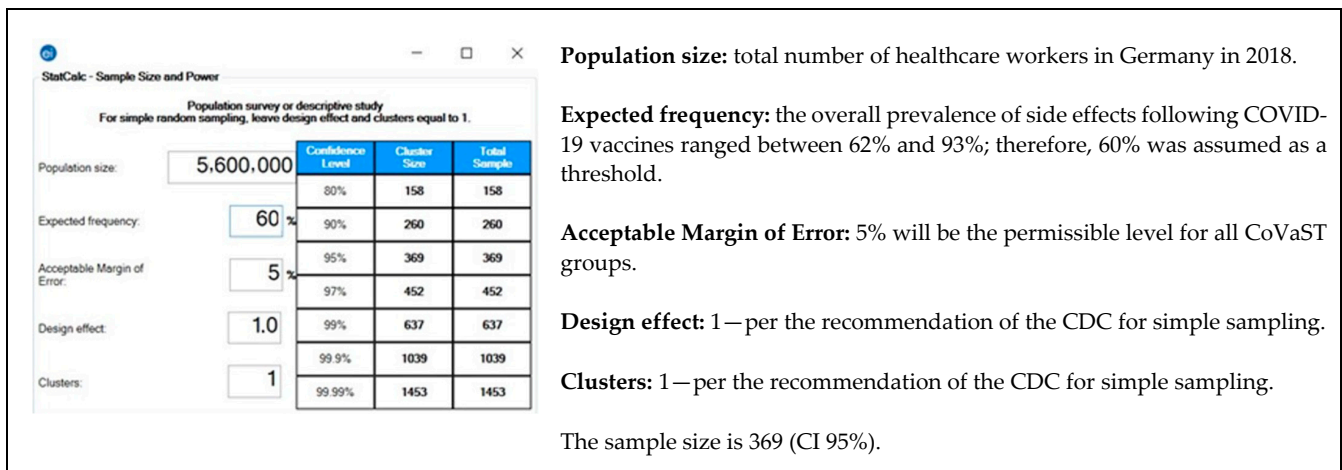 ei
StatCalc - Sample Size and Power
Population survey or descriptive study
For simple random sampling, leave design effect and clusters equal to 1.
Population size: 5,600,000
Expected frequency: 60 %
Acceptable Margin of
Error: 5 %
Design effect: 1.0
Clusters: 1
Confidence Level Cluster Size Total Sample
80% 158 158
90% 260 260
95% 369 369
97% 452 452
99% 637 637
99.9% 1039 1039
99.99% 1453 1453
Population size: total number of healthcare workers in Germany in 2018.
Expected frequency: the overall prevalence of side effects following COVID-
19 vaccines ranged between 62% and 93%; therefore, 60% was assumed as a
threshold.
Acceptable Margin of Error: 5% will be the permissible level for all CoVaST
groups.
Design effect: 1—per the recommendation of the CDC for simple sampling.
Clusters: 1—per the recommendation of the CDC for simple sampling.
The sample size is 369 (CI 95%).